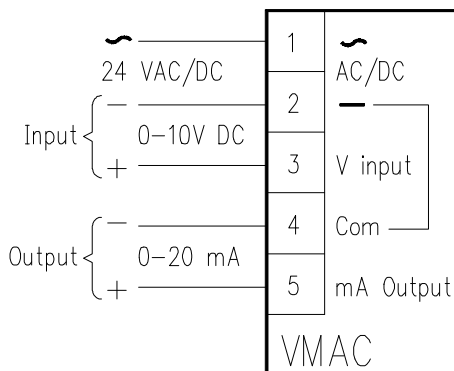 ~ 1 ~
24 VAC/DC AC/DC
− 2 −
Input 0-10V DC
+ 3 V input
− 4 Com
Output 0-20 mA
+ 5 mA Output
VMAC